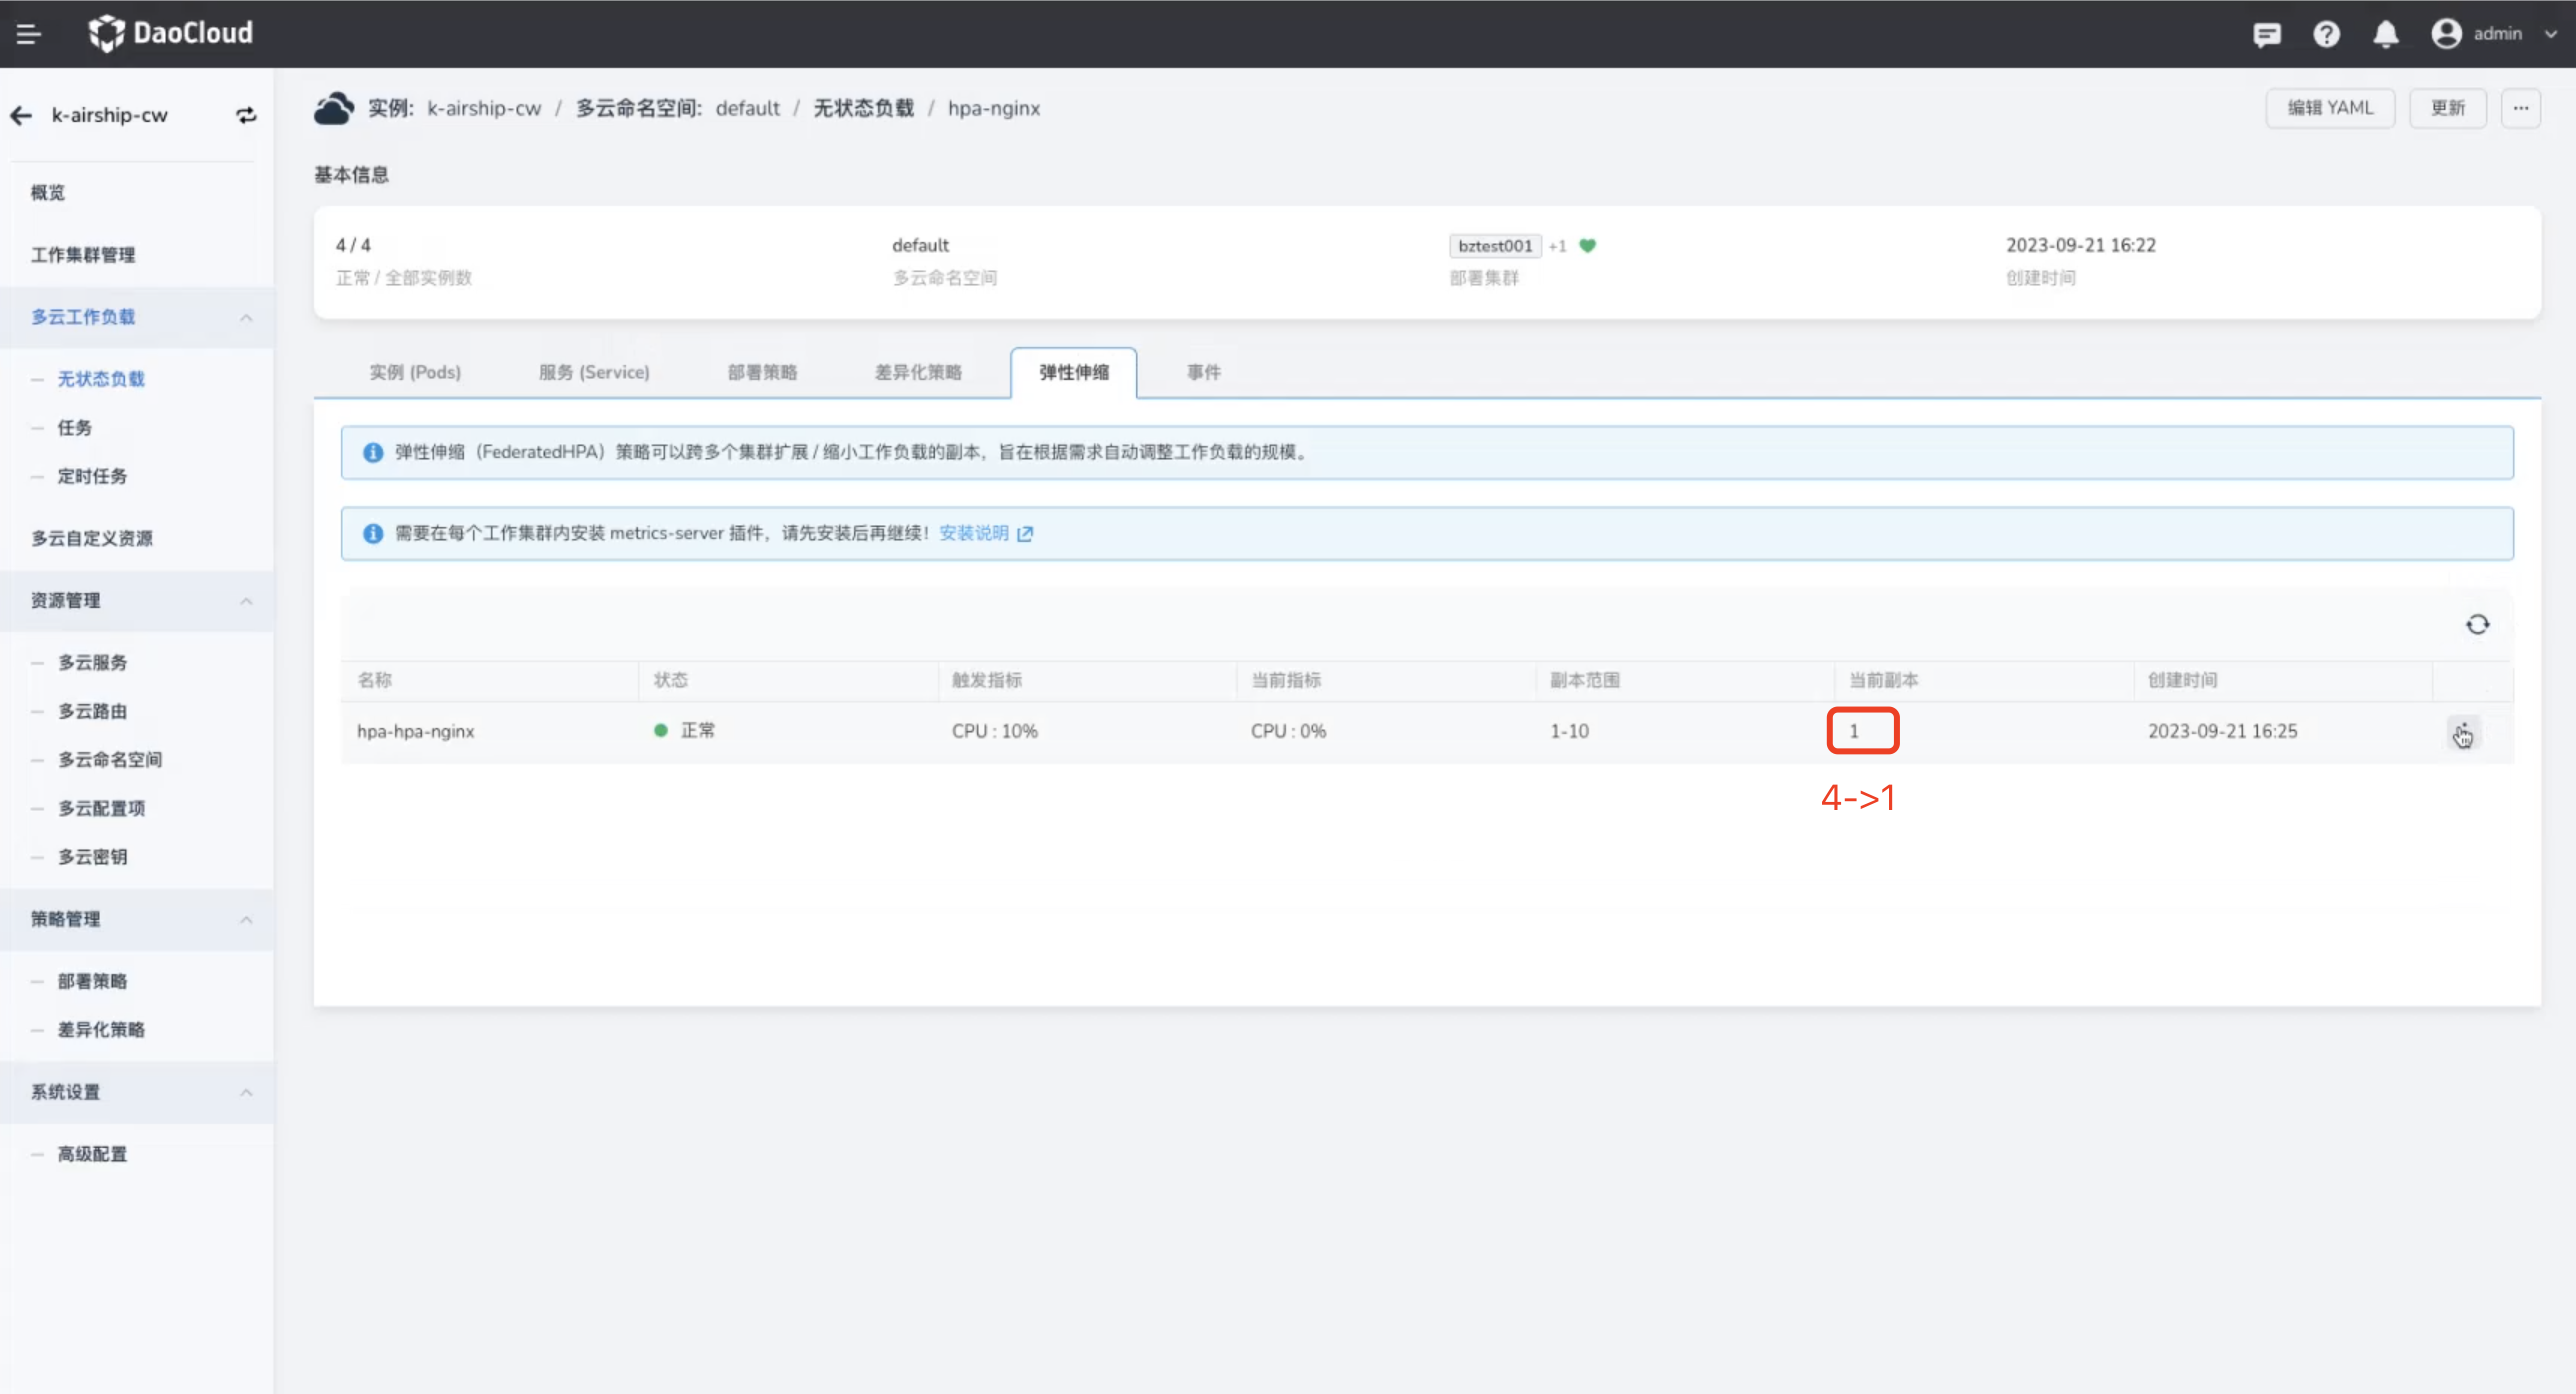 DaoCloud
admin
k-airship-cw
实例: k-airship-cw / 多云命名空间: default / 无状态负载 / hpa-nginx
编辑 YAML
更新
概览
工作集群管理
多云工作负载
无状态负载
任务
定时任务
多云自定义资源
资源管理
多云服务
多云路由
多云命名空间
多云配置项
多云密钥
策略管理
部署策略
差异化策略
系统设置
高级配置
基本信息
4 / 4
正常 / 全部实例数
default
多云命名空间
bztest001 +1
部署集群
2023-09-21 16:22
创建时间
实例 (Pods) 服务 (Service) 部署策略 差异化策略 弹性伸缩 事件
弹性伸缩（FederatedHPA）策略可以跨多个集群扩展 / 缩小工作负载的副本，旨在根据需求自动调整工作负载的规模。
需要在每个工作集群内安装 metrics-server 插件，请先安装后再继续！安装说明
名称 状态 触发指标 当前指标 副本范围 当前副本 创建时间
hpa-hpa-nginx 正常 CPU : 10% CPU : 0% 1-10 1 2023-09-21 16:25
4->1